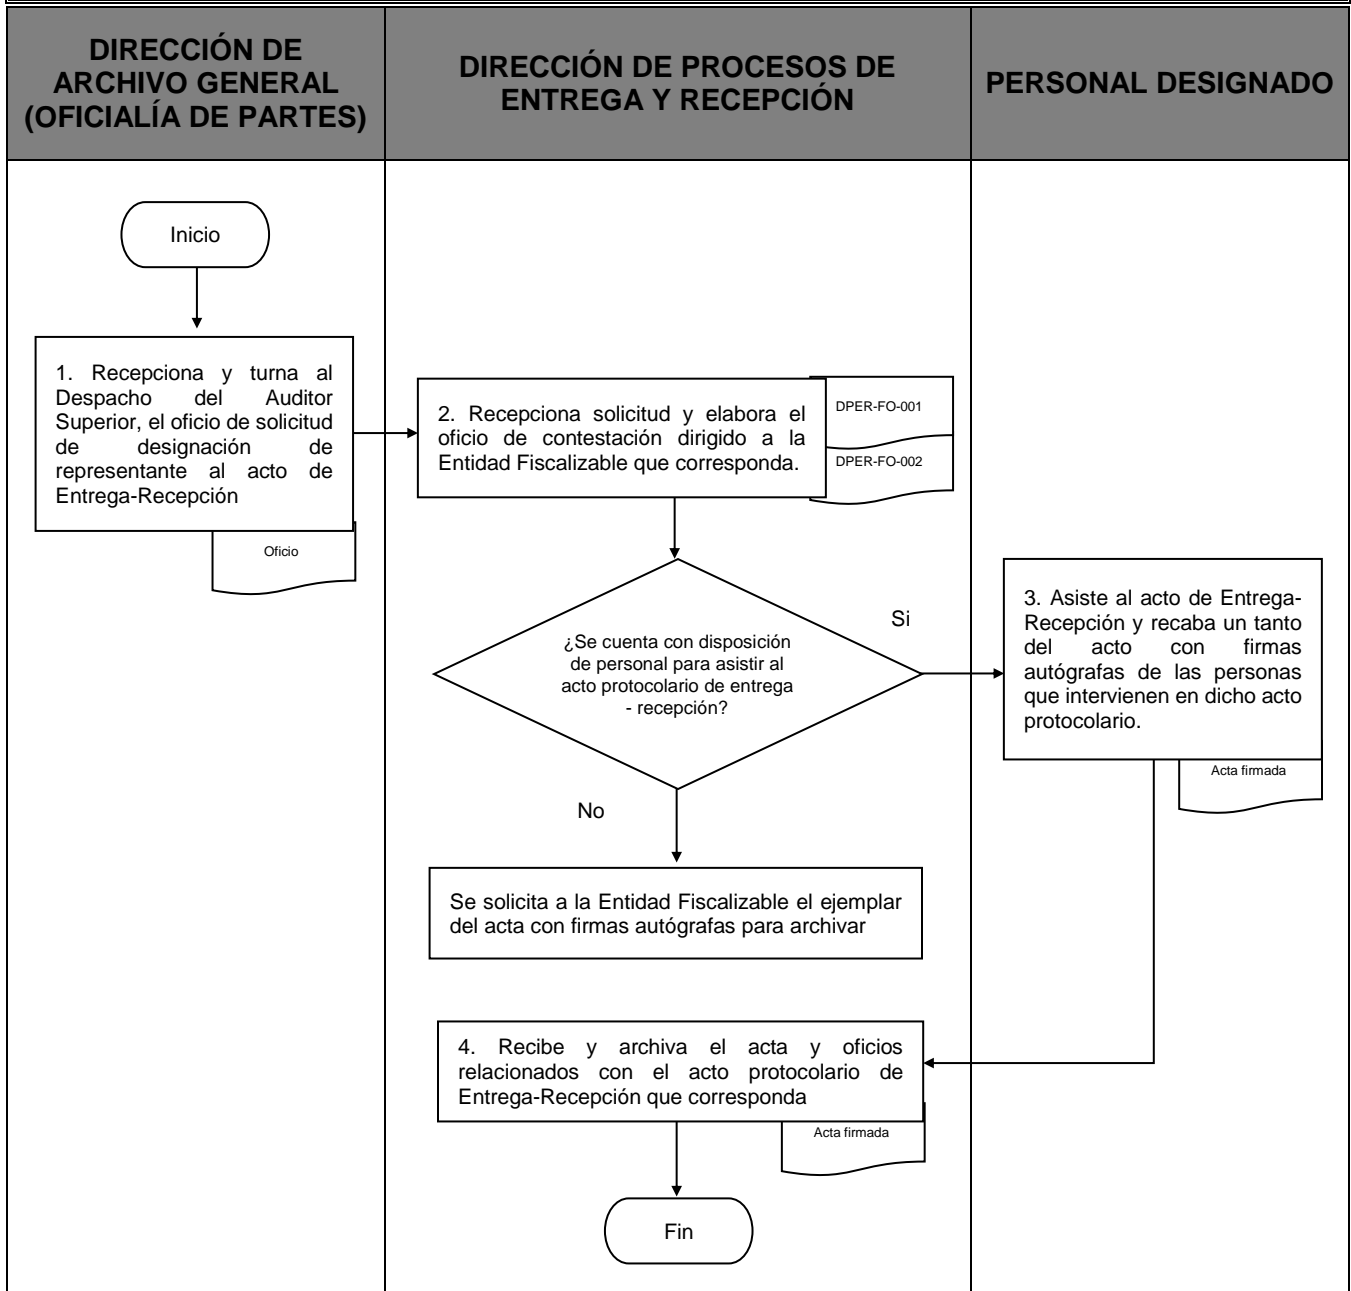 DIRECCIÓN DE
ARCHIVO GENERAL
(OFICIALÍA DE PARTES)
DIRECCIÓN DE PROCESOS DE
ENTREGA Y RECEPCIÓN
PERSONAL DESIGNADO
Inicio
1. Recepciona y turna al
Despacho del Auditor
Superior, el oficio de solicitud
de designación de
representante al acto de
Entrega-Recepción
Oficio
2. Recepciona solicitud y elabora el
oficio de contestación dirigido a la
Entidad Fiscalizable que corresponda.
DPER-FO-001
DPER-FO-002
¿Se cuenta con disposición
de personal para asistir al
acto protocolario de entrega
- recepción?
Si
No
3. Asiste al acto de Entrega-
Recepción y recaba un tanto
del acto con firmas
autógrafas de las personas
que intervienen en dicho acto
protocolario.
Acta firmada
Se solicita a la Entidad Fiscalizable el ejemplar
del acta con firmas autógrafas para archivar
4. Recibe y archiva el acta y oficios
relacionados con el acto protocolario de
Entrega-Recepción que corresponda
Acta firmada
Fin